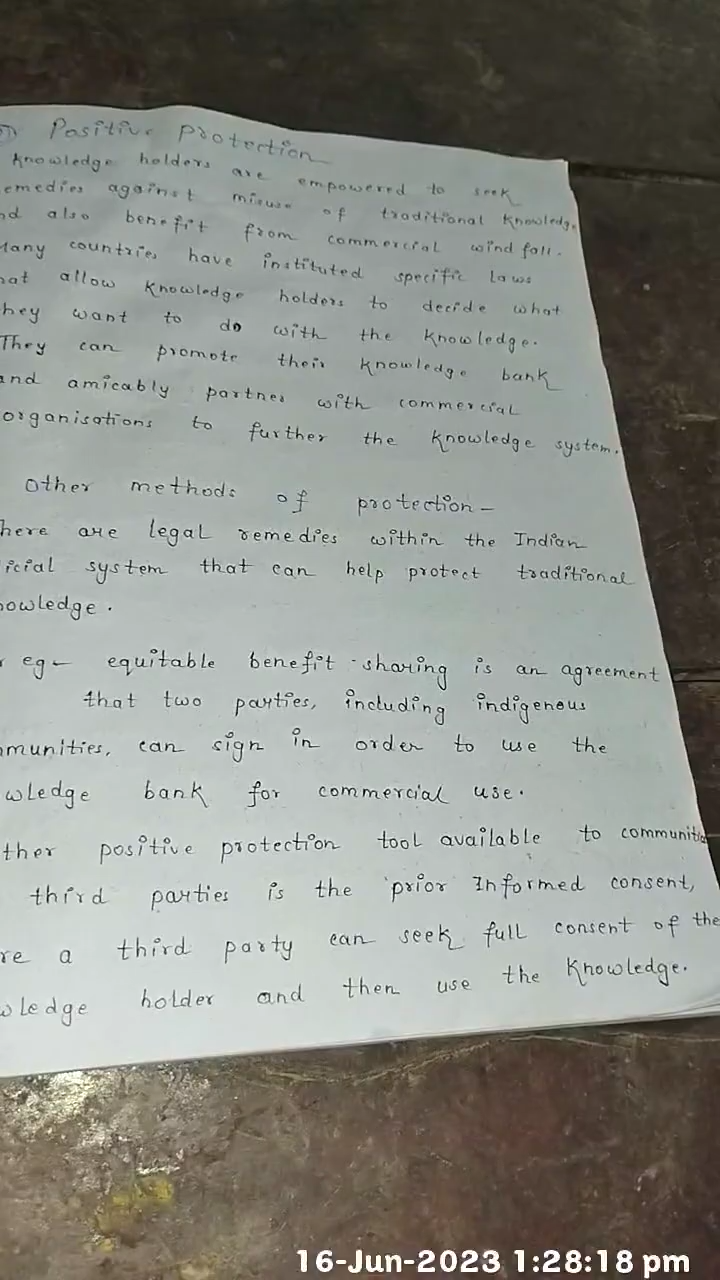 Positive Protection
Knowledge holders are empowered to seek
emedies against misuse of traditional Knowledge
nd also benefit from commercial wind fall.
Many countries have instituted specific laws
hat allow Knowledge holders to decide what
hey want to do with the Knowledge.
They can promote their Knowledge bank
and amicably partner with commercial
organisations to further the Knowledge system.
Other methods of protection –
here are legal remedies within the Indian
icial system that can help protect traditional
nowledge.
eg – equitable benefit sharing is an agreement
that two parties, including indigenous
mmunities, can sign in order to use the
wledge bank for commercial use.
ther positive protection tool available to communities
third parties is the prior Informed consent,
re a third party can seek full consent of the
wledge holder and then use the Knowledge.
16-Jun-2023 1:28:18 pm